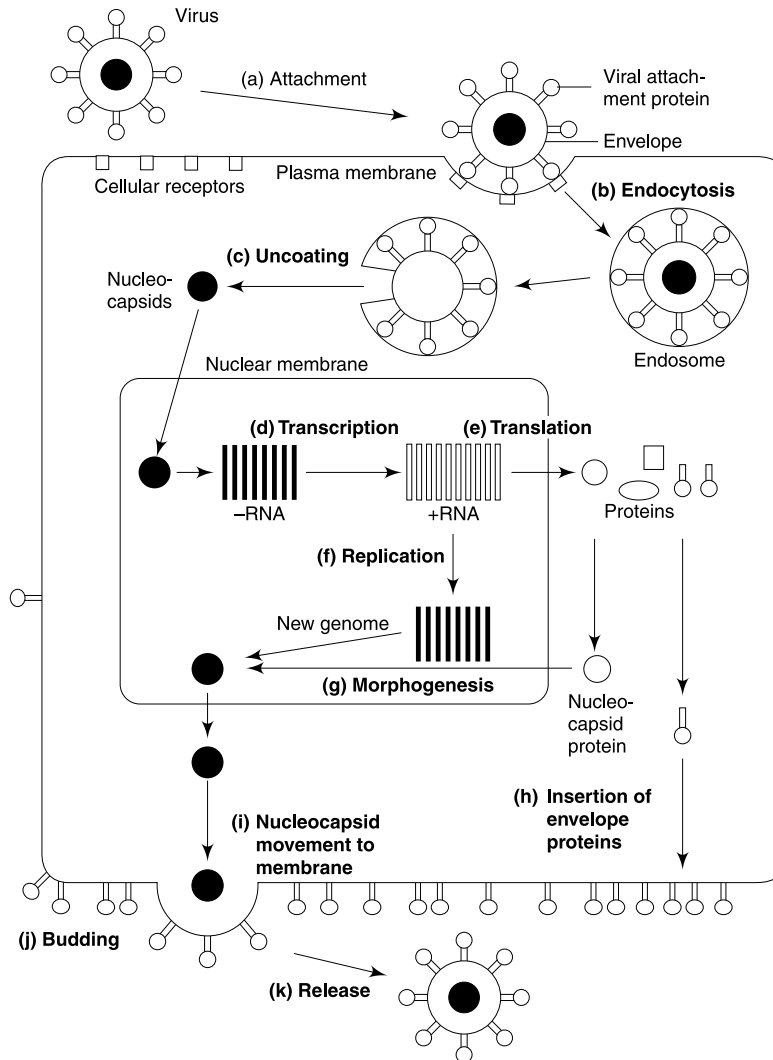 Virus
(a) Attachment
Viral attach-
ment protein
Envelope
Plasma membrane
Cellular receptors
(b) Endocytosis
(c) Uncoating
Nucleo-
capsids
Endosome
Nuclear membrane
(d) Transcription
(e) Translation
–RNA
+RNA
Proteins
(f) Replication
New genome
(g) Morphogenesis
Nucleo-
capsid
protein
(h) Insertion of
envelope
proteins
(i) Nucleocapsid
movement to
membrane
(j) Budding
(k) Release